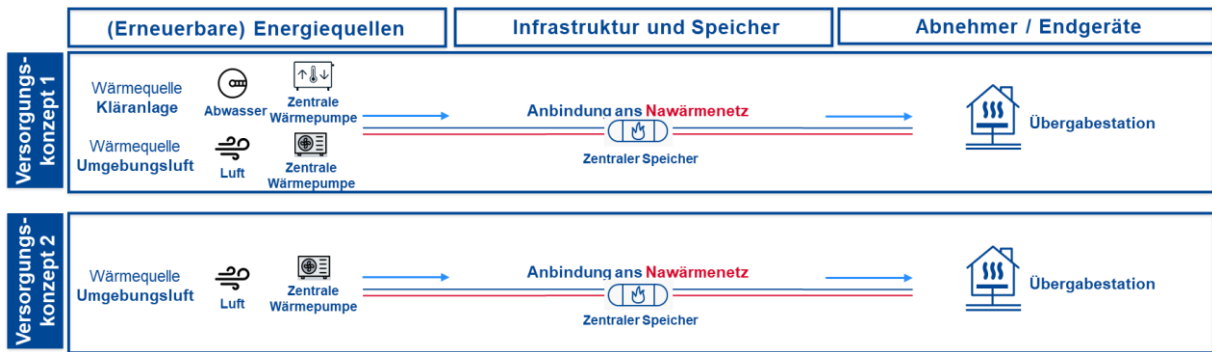 (Erneuerbare) Energiequellen
Infrastruktur und Speicher
Abnehmer / Endgeräte
Versorgungs-
konzept 1
Wärmequelle
Kläranlage
Abwasser
Zentrale
Wärmepumpe
Wärmequelle
Umgebungsluft
Luft
Zentrale
Wärmepumpe
Anbindung ans Nawärmenetz
Zentraler Speicher
Übergabestation
Versorgungs-
konzept 2
Wärmequelle
Umgebungsluft
Luft
Zentrale
Wärmepumpe
Anbindung ans Nawärmenetz
Zentraler Speicher
Übergabestation